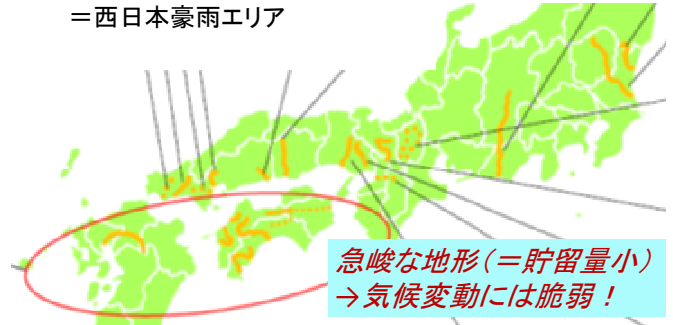 ＝西日本豪雨エリア
急峻な地形（＝貯留量小）
→気候変動には脆弱！